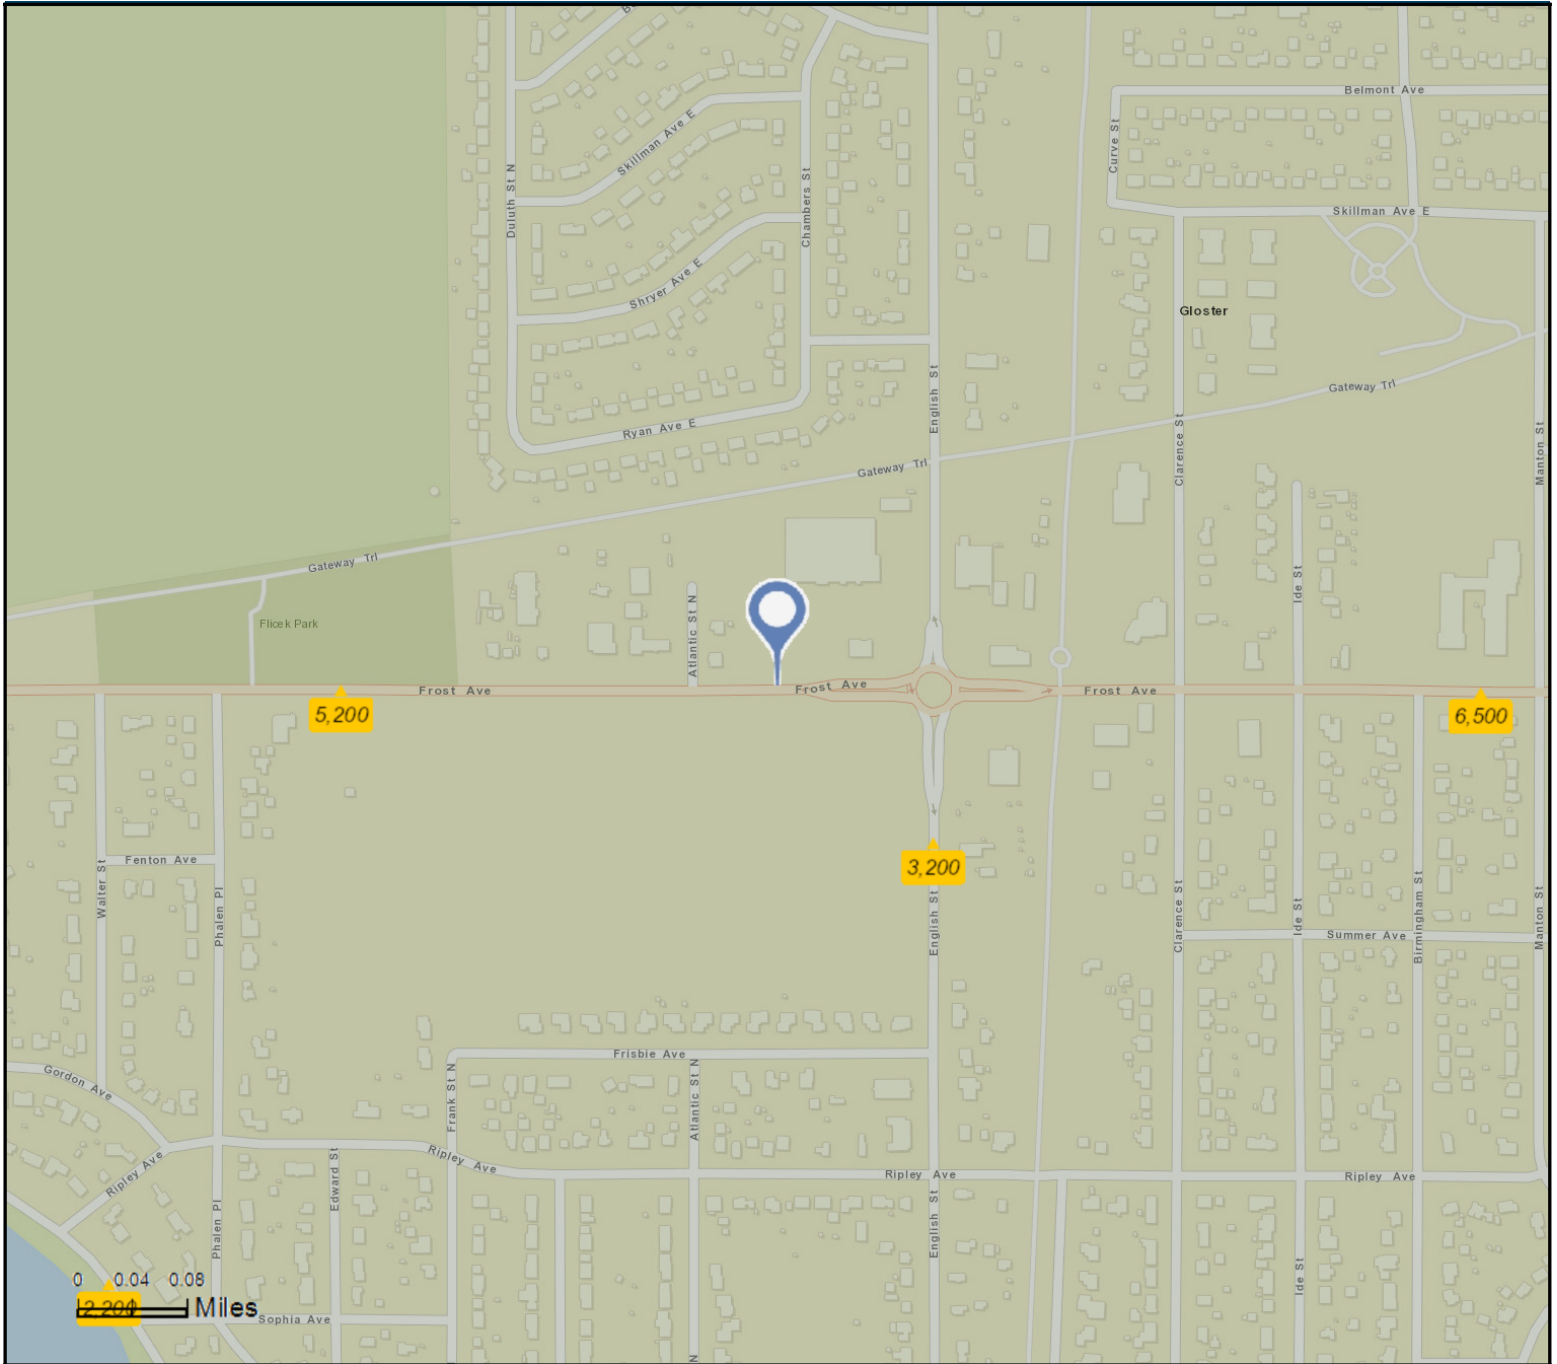 Belmont Ave
Curve St
Skillman Ave E
Duluth St N
Chambers St
Skillman Ave E
Shryer Ave E
Gloster
English St
Gateway Trl
Ryan Ave E
Clarence St
Manton St
Gateway Trl
Gateway Trl
Ide St
Flicek Park
Atlantic St N
Frost Ave
Frost Ave
Frost Ave
5,200
6,500
3,200
Fenton Ave
Walter St
Phalen Pl
English St
Clarence St
Ide St
Birmingham St
Manton St
Summer Ave
Frisbie Ave
Gordon Ave
Frank St N
Atlantic St N
Ripley Ave
Ripley Ave
Edward St
Ripley Ave
Ripley Ave
Phalen Pl
English St
Ide St
0 0.04 0.08
2,200
Miles
Sophia Ave
N